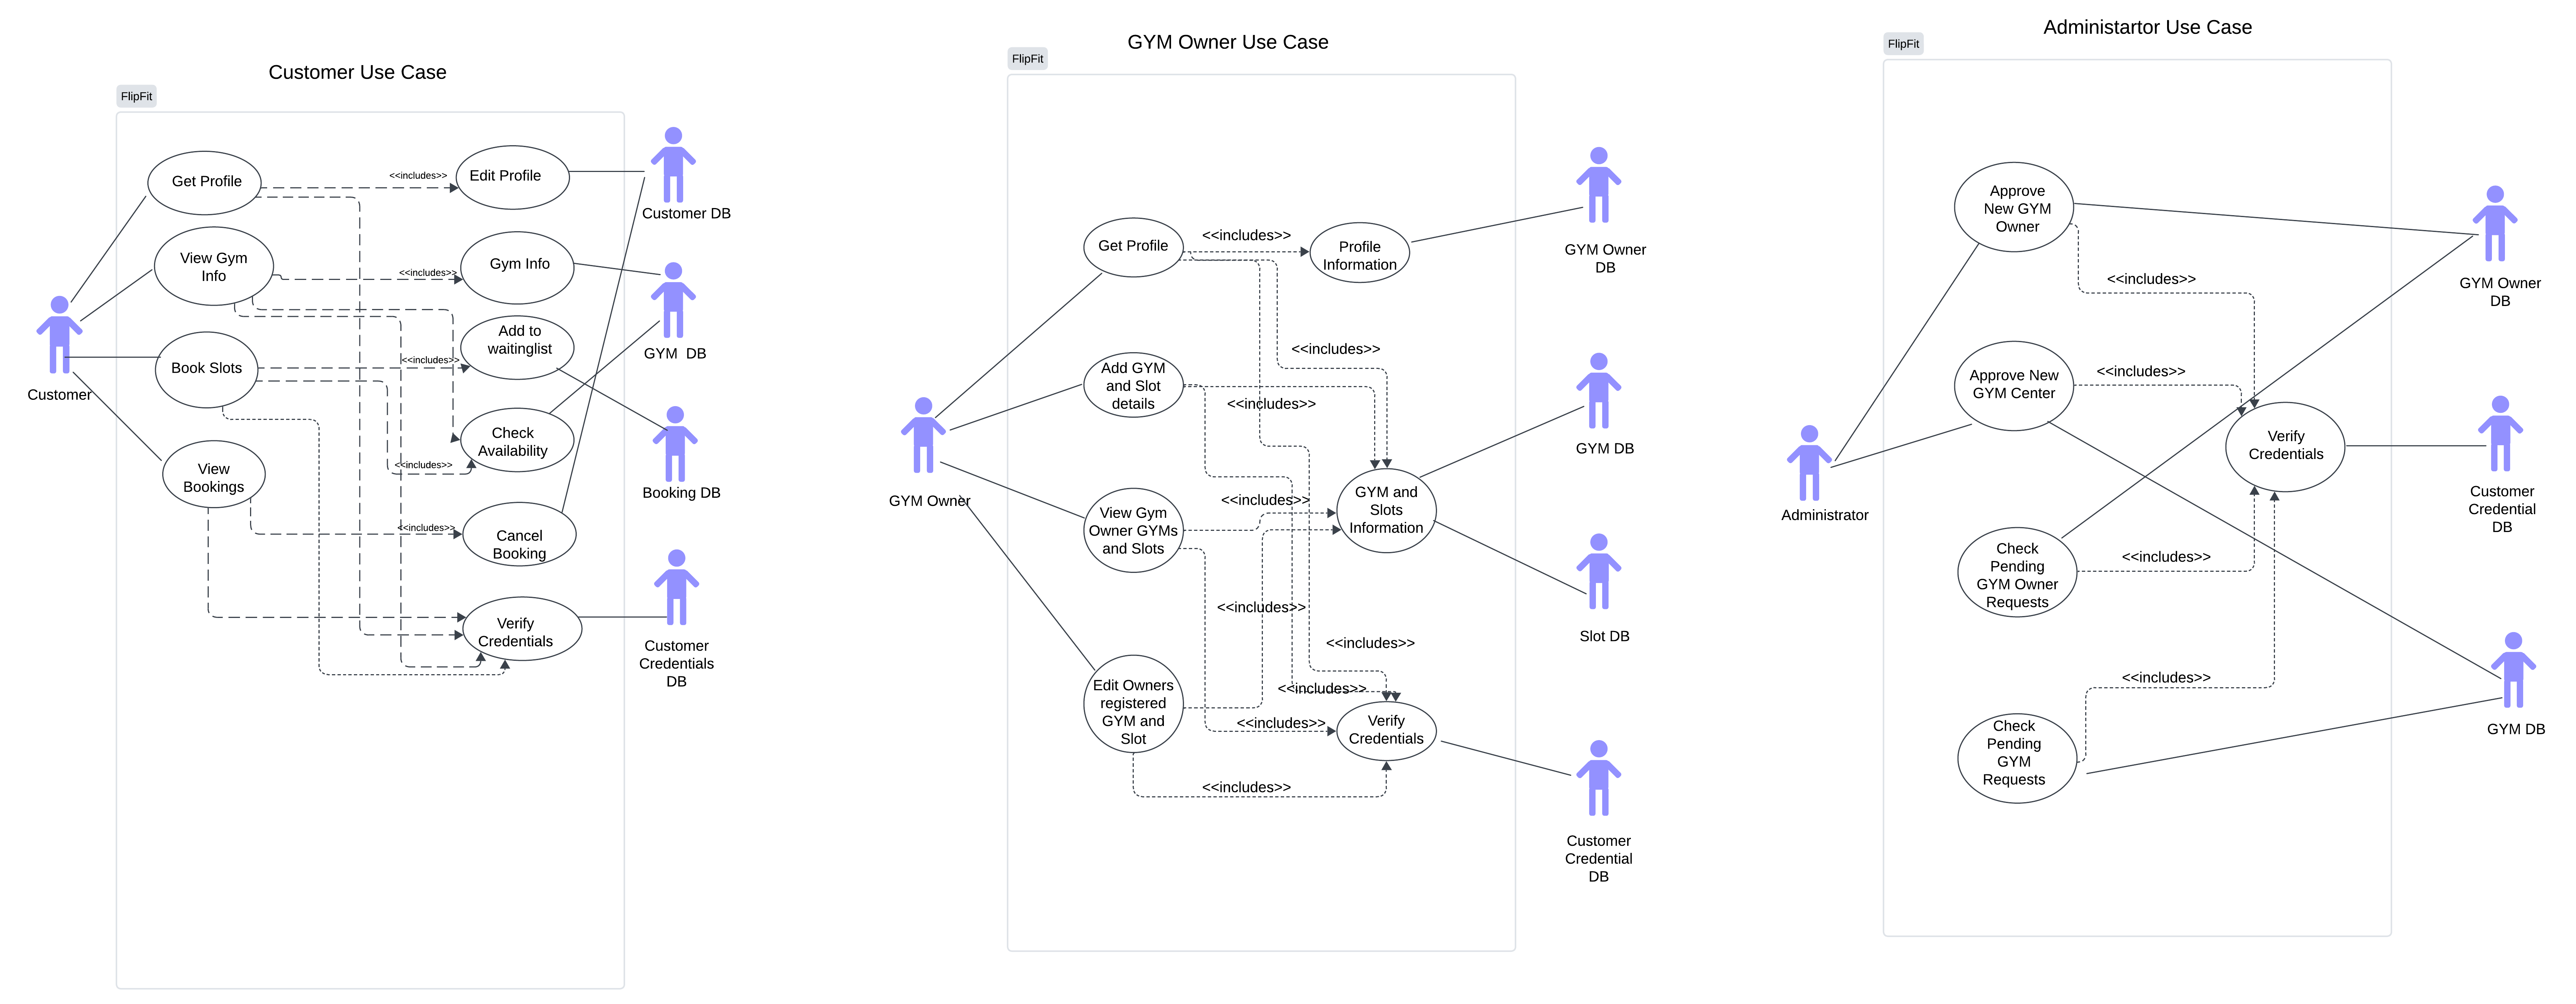 Customer Use Case
FlipFit
Get Profile
<<includes>>
Edit Profile
Customer DB
View Gym
Info
<<includes>>
Gym Info
GYM  DB
Customer
Book Slots
<<includes>>
Add to
waitinglist
<<includes>>
Check
Availability
Booking DB
View
Bookings
<<includes>>
Cancel
Booking
Verify
Credentials
Customer
Credentials
DB
GYM Owner Use Case
FlipFit
Get Profile
<<includes>>
Profile
Information
GYM Owner
DB
<<includes>>
Add GYM
and Slot
details
<<includes>>
GYM DB
GYM Owner
View Gym
Owner GYMs
and Slots
<<includes>>
GYM and
Slots
Information
<<includes>>
Slot DB
<<includes>>
Edit Owners
registered
GYM and
Slot
<<includes>>
<<includes>>
Verify
Credentials
<<includes>>
Customer
Credential
DB
Administartor Use Case
FlipFit
Approve
New GYM
Owner
<<includes>>
GYM Owner
DB
Approve New
GYM Center
<<includes>>
Verify
Credentials
Customer
Credential
DB
Administrator
Check
Pending
GYM Owner
Requests
<<includes>>
<<includes>>
Check
Pending
GYM
Requests
GYM DB